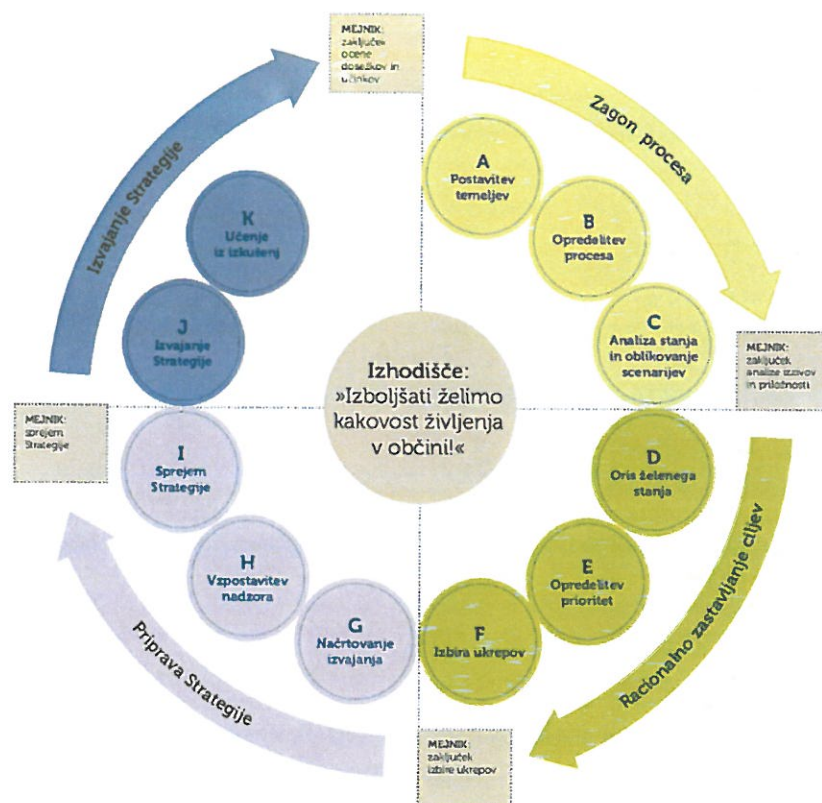 MEJNIK:
zaključek
ocene
dosežkov in
učinkov
Zagon procesa
A
Postavitev
temeljev
B
Opredelitev
procesa
C
Analiza stanja
in oblikovanje
scenarijev
MEJNIK:
zaključek
analize izzivov
in priložnosti
D
Oris želenega
stanja
E
Opredelitev
prioritet
F
Izbira ukrepov
Racionalno zastavljanje ciljev
MEJNIK:
zaključek
izbire ukrepov
G
Načrtovanje
izvajanja
H
Vzpostavitev
nadzora
I
Sprejem
Strategije
Priprava Strategije
MEJNIK:
sprejem
Strategije
J
Izvajanje
Strategije
K
Učenje
iz izkušenj
Izvajanje Strategije
Izhodišče:
»Izboljšati želimo
kakovost življenja
v občini!«